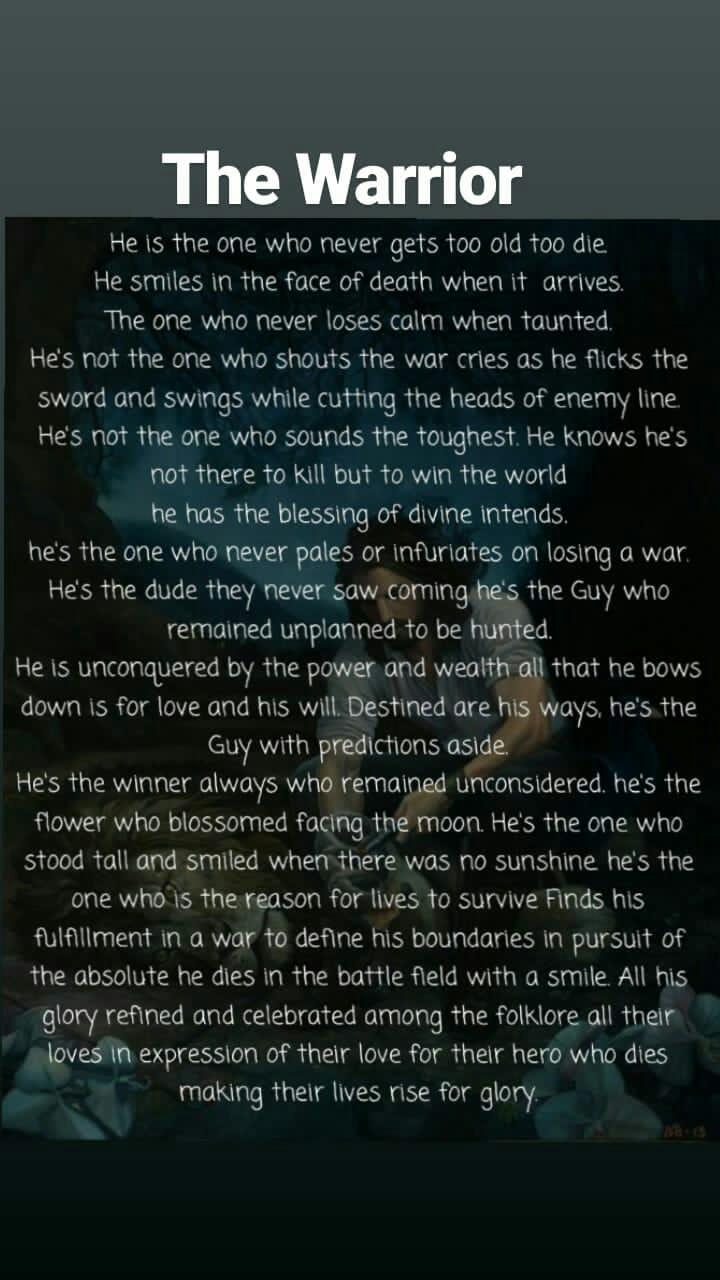 The Warrior
He is the one who never gets too old too die.
He smiles in the face of death when it arrives.
The one who never loses calm when taunted.
He's not the one who shouts the war cries as he flicks the
sword and swings while cutting the heads of enemy line.
He's not the one who sounds the toughest. He knows he's
not there to kill but to win the world
he has the blessing of divine intends.
he's the one who never pales or infuriates on losing a war.
He's the dude they never saw coming he's the Guy who
remained unplanned to be hunted.
He is unconquered by the power and wealth all that he bows
down is for love and his will. Destined are his ways, he's the
Guy with predictions aside.
He's the winner always who remained unconsidered. he's the
flower who blossomed facing the moon. He's the one who
stood tall and smiled when there was no sunshine he's the
one who is the reason for lives to survive Finds his
fulfillment in a war to define his boundaries in pursuit of
the absolute he dies in the battle field with a smile. All his
glory refined and celebrated among the folklore all their
loves in expression of their love for their hero who dies
making their lives rise for glory.